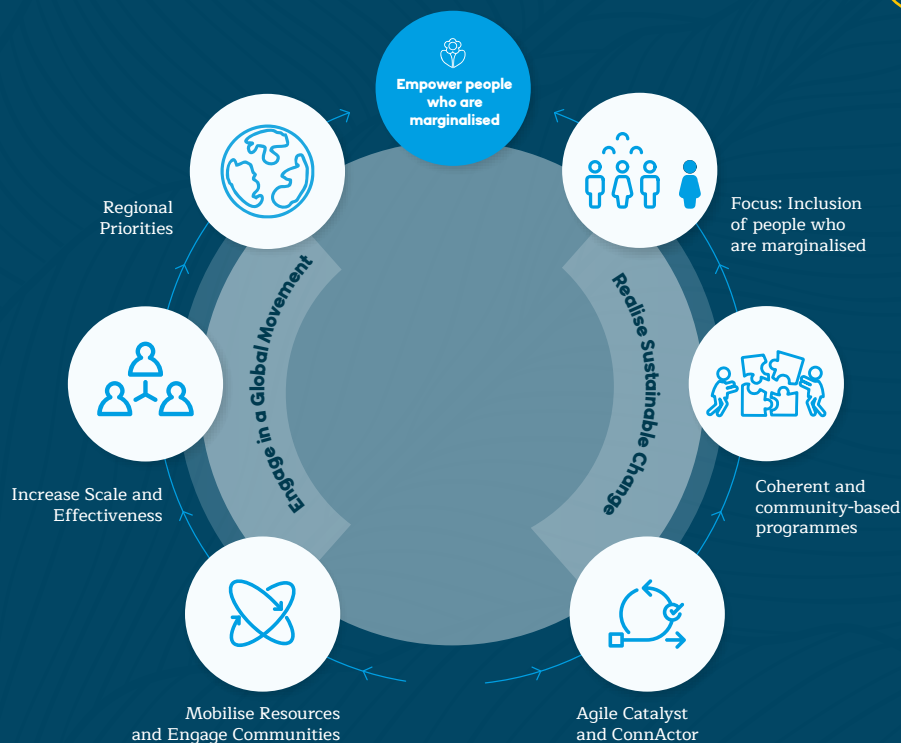 Empower people
who are
marginalised
Regional
Priorities
Focus: Inclusion
of people who
are marginalised
Engage in a Global Movement
Realise Sustainable Change
Increase Scale and
Effectiveness
Coherent and
community-based
programmes
Mobilise Resources
and Engage Communities
Agile Catalyst
and ConnActor